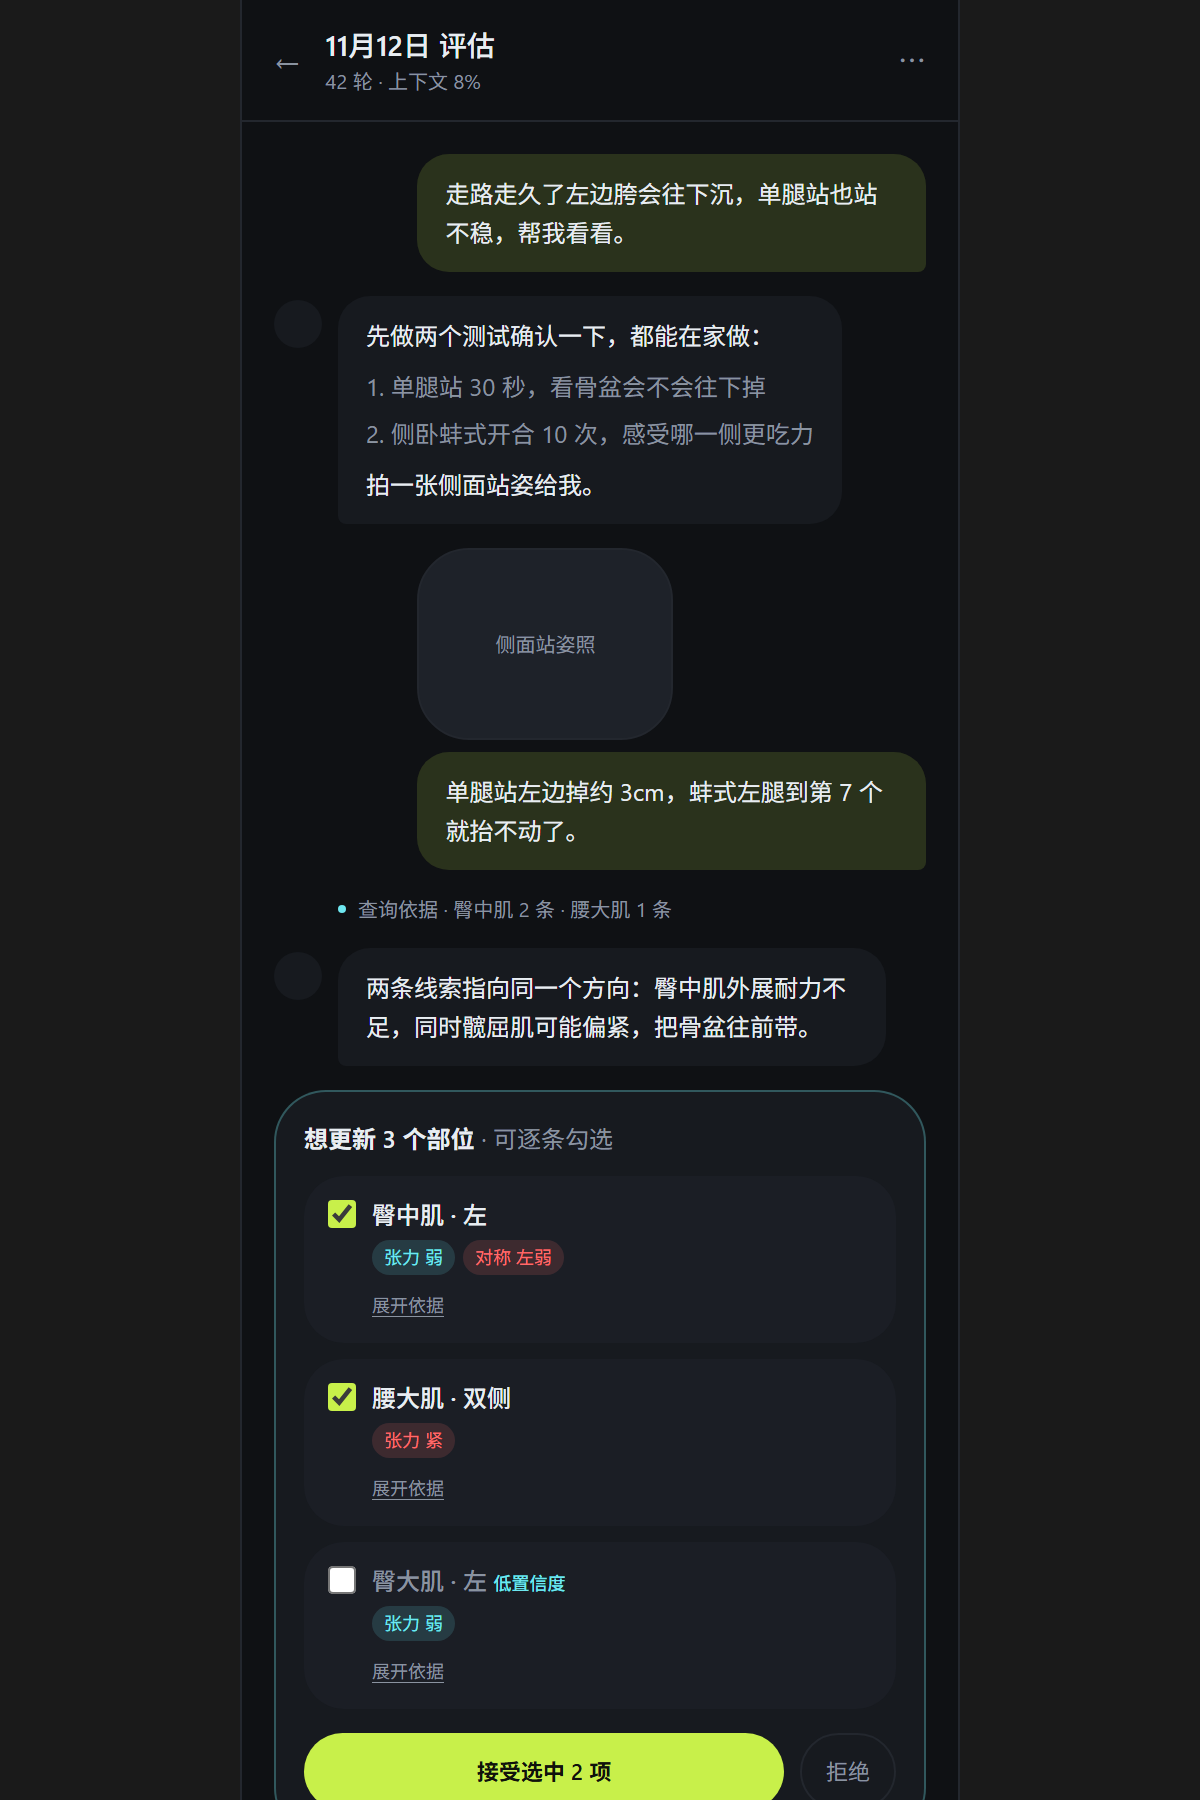 11月12日 评估
42 轮 · 上下文 8%
走路走久了左边胯会往下沉，单腿站也站
不稳，帮我看看。
先做两个测试确认一下，都能在家做：
1. 单腿站 30 秒，看骨盆会不会往下掉
2. 侧卧蚌式开合 10 次，感受哪一侧更吃力
拍一张侧面站姿给我。
侧面站姿照
单腿站左边掉约 3cm，蚌式左腿到第 7 个
就抬不动了。
查询依据 · 臀中肌 2 条 · 腰大肌 1 条
两条线索指向同一个方向：臀中肌外展耐力不
足，同时髋屈肌可能偏紧，把骨盆往前带。
想更新 3 个部位 · 可逐条勾选
臀中肌 · 左
张力 弱 对称 左弱
展开依据
腰大肌 · 双侧
张力 紧
展开依据
臀大肌 · 左 低置信度
张力 弱
展开依据
接受选中 2 项 拒绝